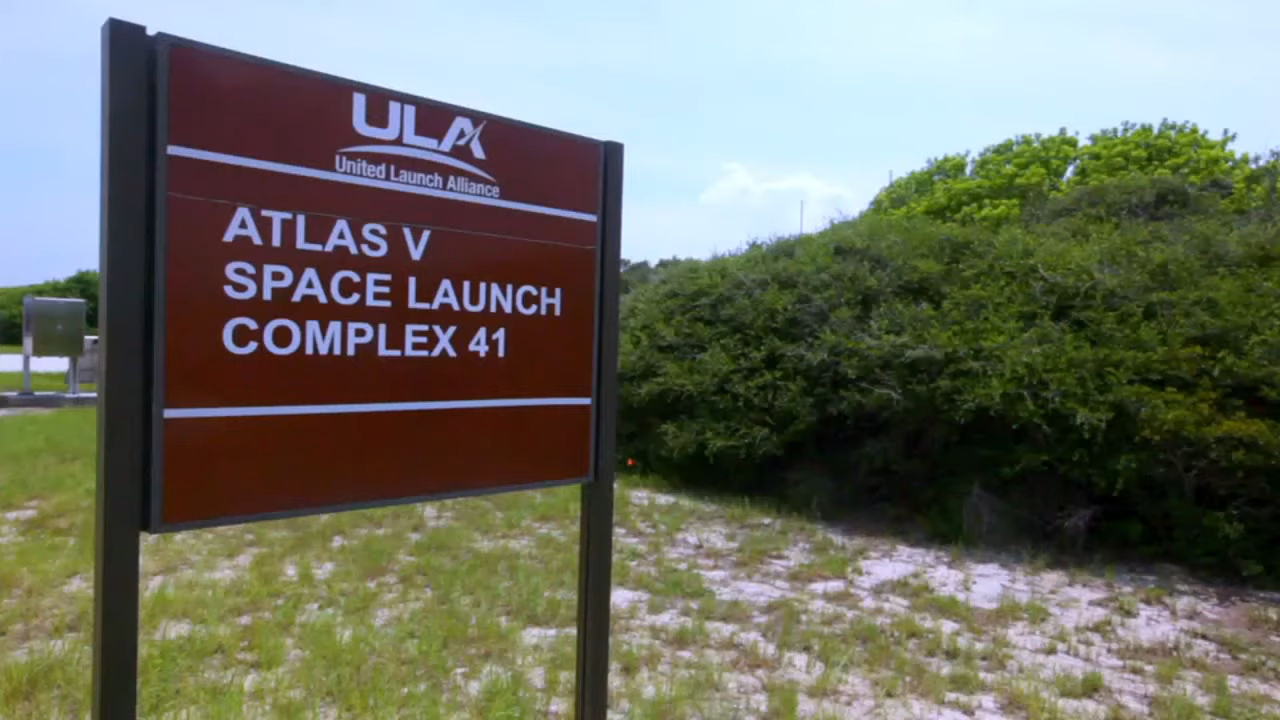 ULA
United Launch Alliance
ATLAS V
SPACE LAUNCH
COMPLEX 41